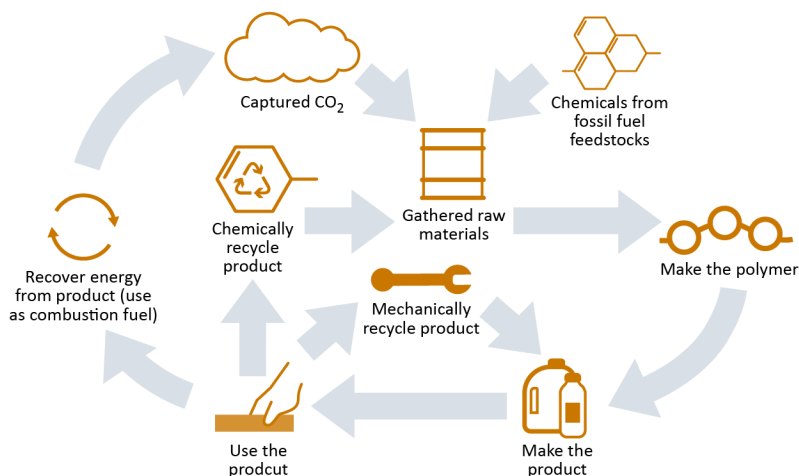 Captured CO₂
Chemicals from
fossil fuel
feedstocks
Chemically
recycle
product
Gathered raw
materials
Make the polymer
Recover energy
from product (use
as combustion fuel)
Mechanically
recycle product
Use the
prodcut
Make the
product